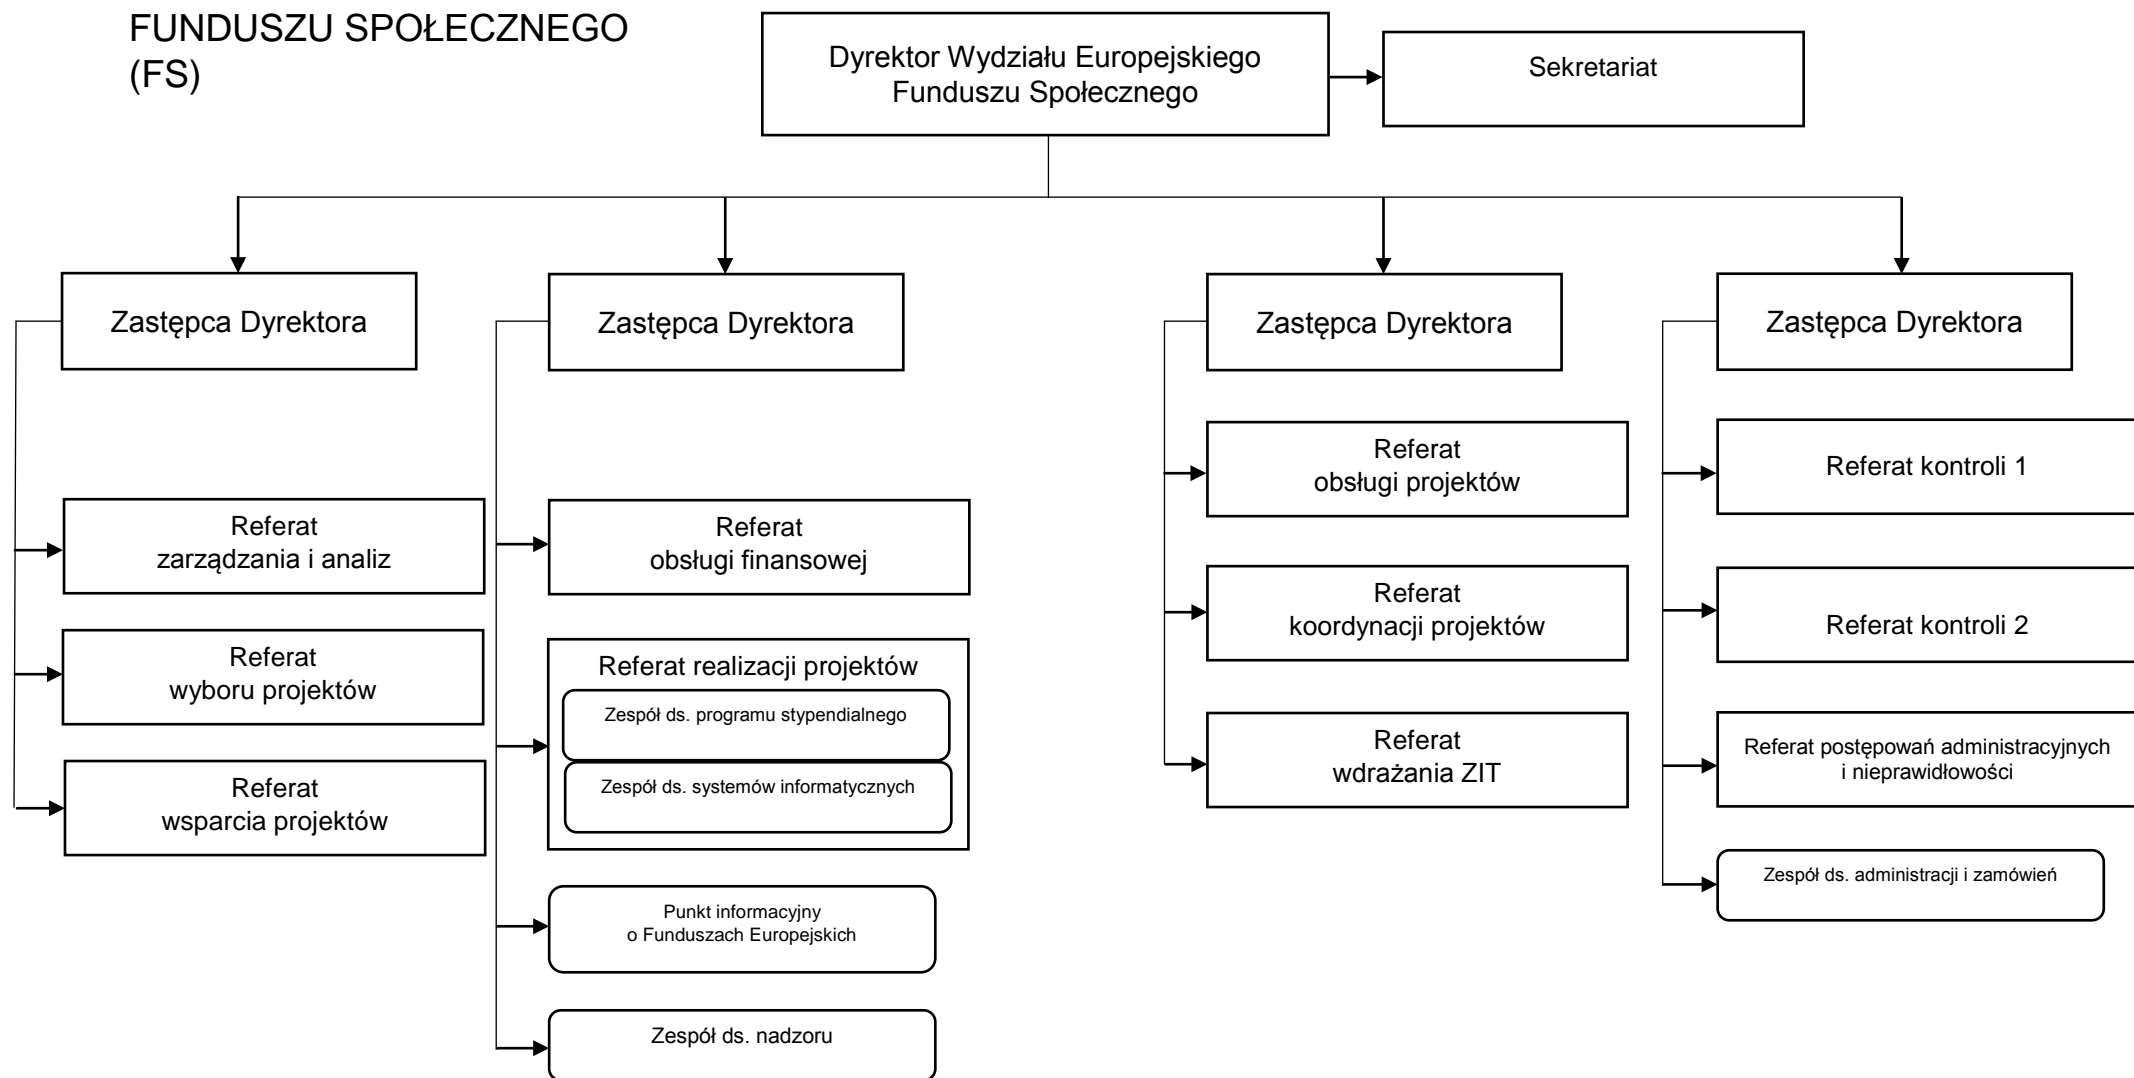 FUNDUSZU SPOŁECZNEGO
(FS)
Dyrektor Wydziału Europejskiego
Funduszu Społecznego
Sekretariat
Zastępca Dyrektora
Zastępca Dyrektora
Zastępca Dyrektora
Zastępca Dyrektora
Referat
zarządzania i analiz
Referat
wyboru projektów
Referat
wsparcia projektów
Referat
obsługi finansowej
Referat realizacji projektów
Zespół ds. programu stypendialnego
Zespół ds. systemów informatycznych
Punkt informacyjny
o Funduszach Europejskich
Zespół ds. nadzoru
Referat
obsługi projektów
Referat
koordynacji projektów
Referat
wdrażania ZIT
Referat kontroli 1
Referat kontroli 2
Referat postępowań administracyjnych
i nieprawidłowości
Zespół ds. administracji i zamówień